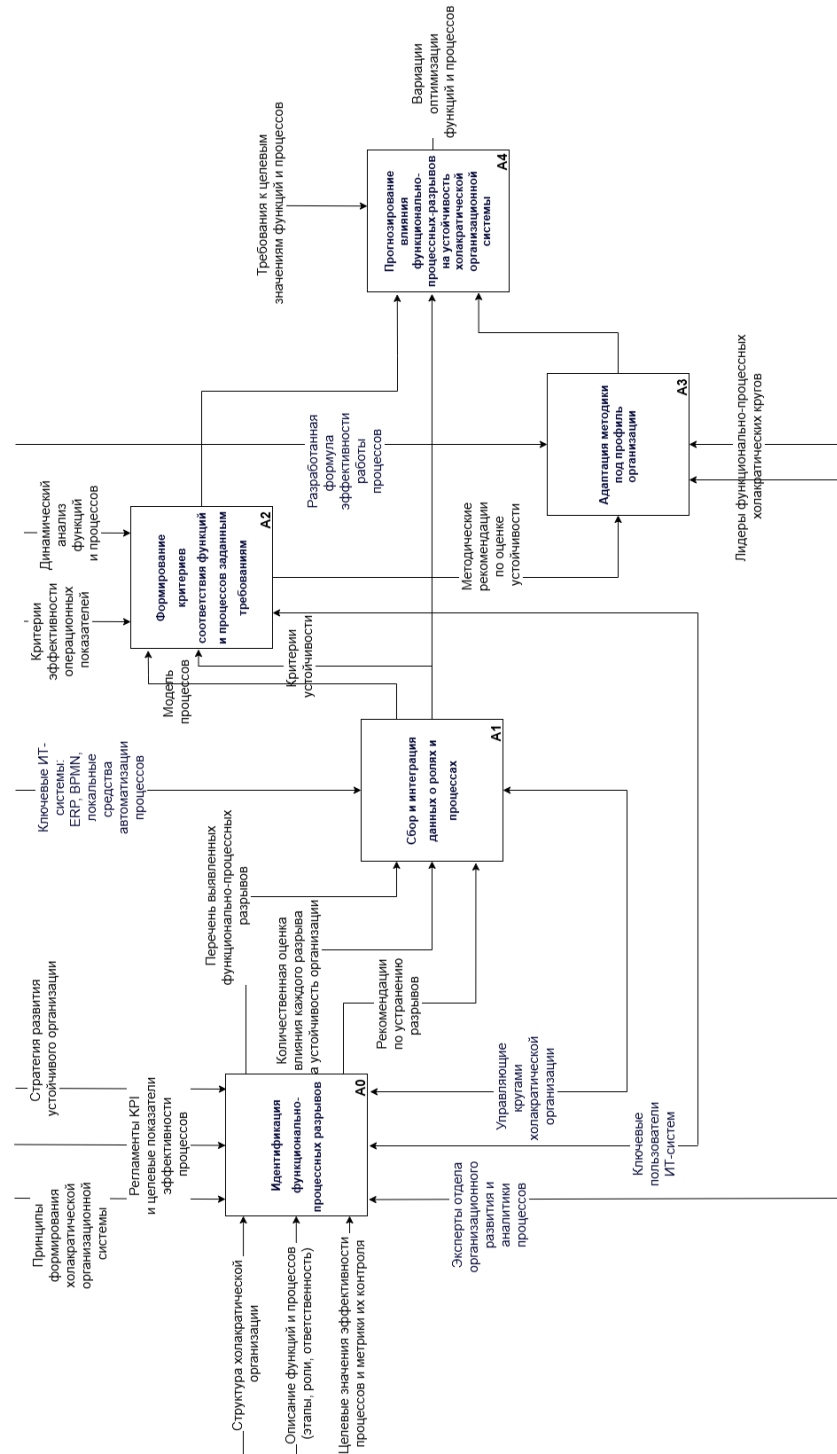 Принципы
формирования
холакратической
организационной
системы
Регламенты KPI
и целевые показатели
эффективности
процессов
Стратегия развития
устойчивого организации
Структура холакратической
организации
Описание функций и процессов
(этапы, роли, ответственность)
Целевые значения эффективности
процессов и метрики их контроля
Идентификация
функционально-
процессных разрывов
A0
Эксперты отдела
организационного
развития и
аналитики
процессов
Ключевые
пользователи
ИТ-систем
Управляющие
кругами
холакратической
организации
Перечень выявленных
функционально-процессных
разрывов
Количественная оценка
влияния каждого разрыва
на устойчивость организации
Рекомендации
по устранению
разрывов
Ключевые ИТ-
системы:
ERP, BPMN,
локальные
средства
автоматизации
процессов
Сбор и интеграция
данных о ролях и
процессах
A1
Модель
процессов
Критерии
устойчивости
Критерии
эффективности
операционных
показателей
Динамический
анализ
функций
и процессов
Формирование
критериев
соответствия функций
и процессов заданным
требованиям
A2
Методические
рекомендации
по оценке
устойчивости
Разработанная
формула
эффективности
работы
процессов
Адаптация методики
под профиль
организации
A3
Лидеры функционально-процессных
холакратических кругов
Требования к целевым
значениям функций и процессов
Прогнозирование
влияния
функционально-
процессных-разрывов
на устойчивость
холакратической
организационной
системы
A4
Вариации
оптимизации
функций и процессов